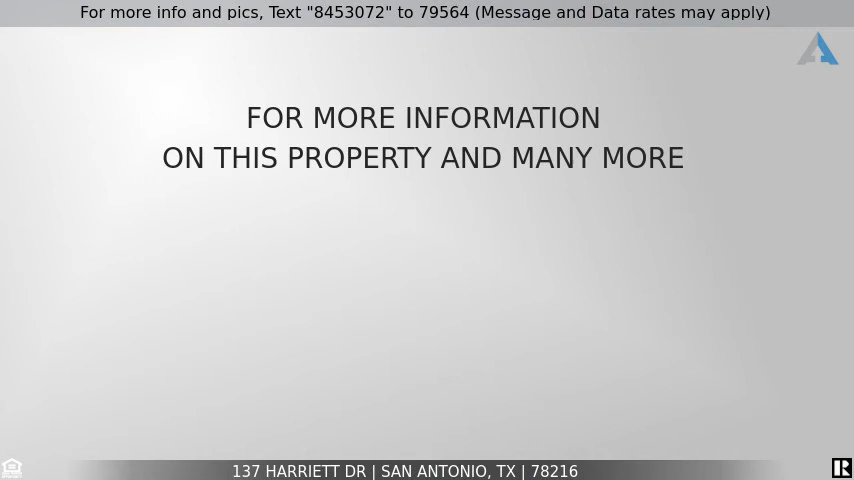 For more info and pics, Text "8453072" to 79564 (Message and Data rates may apply)
FOR MORE INFORMATION
ON THIS PROPERTY AND MANY MORE
137 HARRIETT DR | SAN ANTONIO, TX | 78216